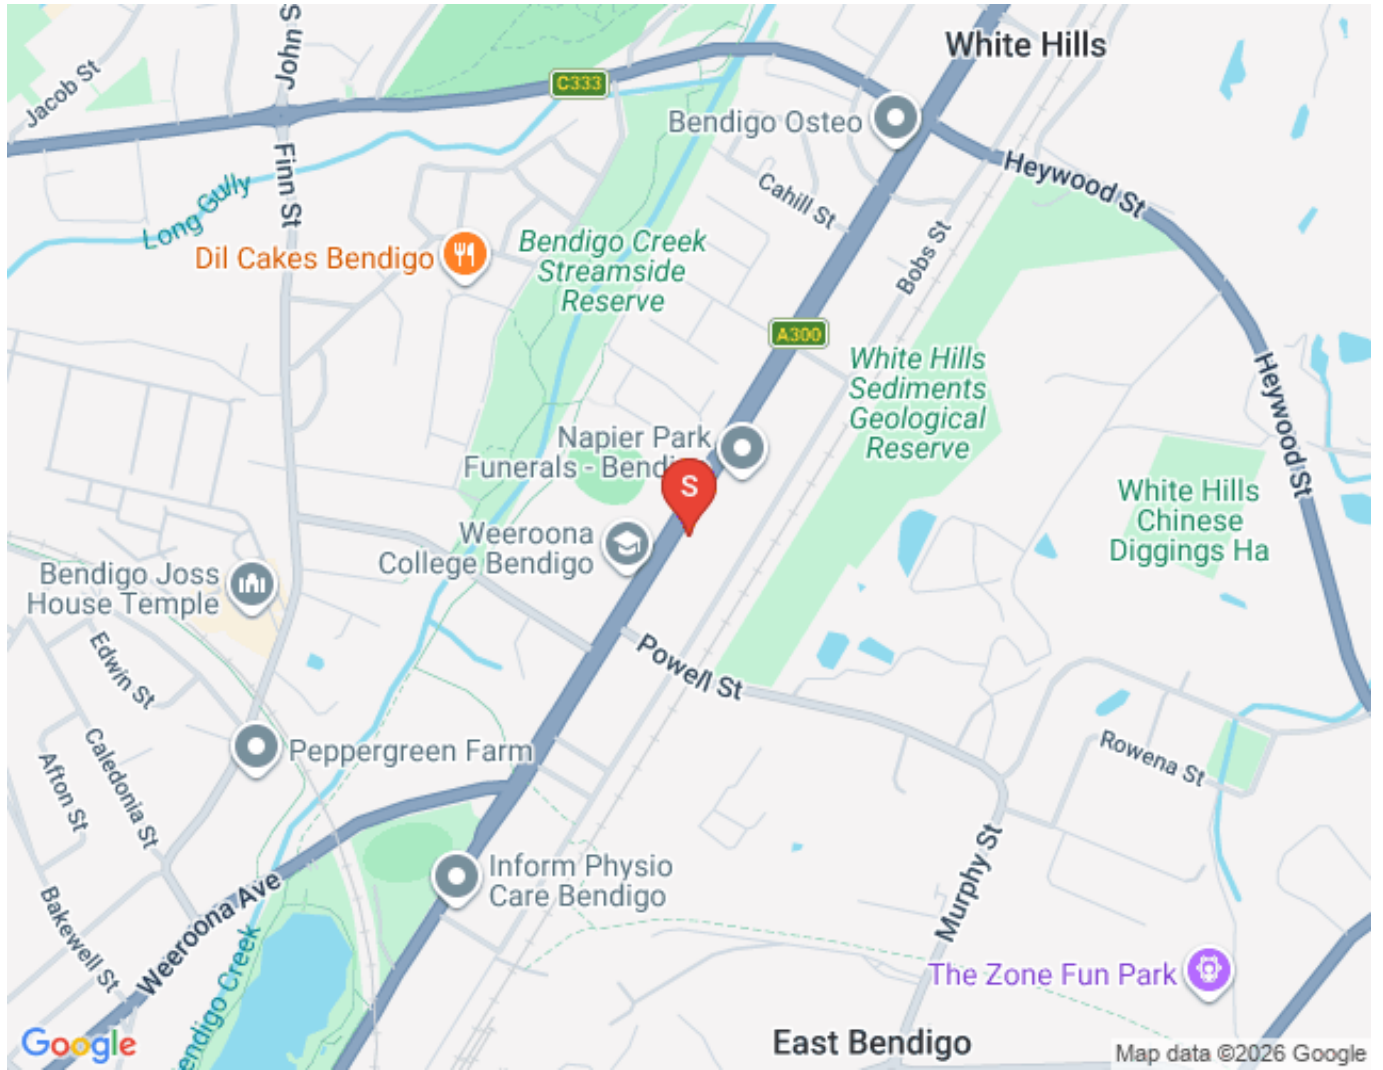 White Hills
C333
Jacob St
St John S
Bendigo Osteo
Heywood St
Finn St
Cahill St
Long Gully
Bobs St
Dil Cakes Bendigo
Bendigo Creek
Streamside
Reserve
A300
White Hills
Sediments
Geological
Reserve
Heywood St
Napier Park
Funerals - Bendi
S
White Hills
Chinese
Diggings Ha
Weeroona
College Bendigo
Bendigo Joss
House Temple
Edwin St
Powell St
Peppergreen Farm
Caledonia St
Afton St
Rowena St
Inform Physio
Care Bendigo
Murphy St
Weeroona Ave
Bakewell St
endigo Creek
The Zone Fun Park
East Bendigo
Google
Map data ©2026 Google